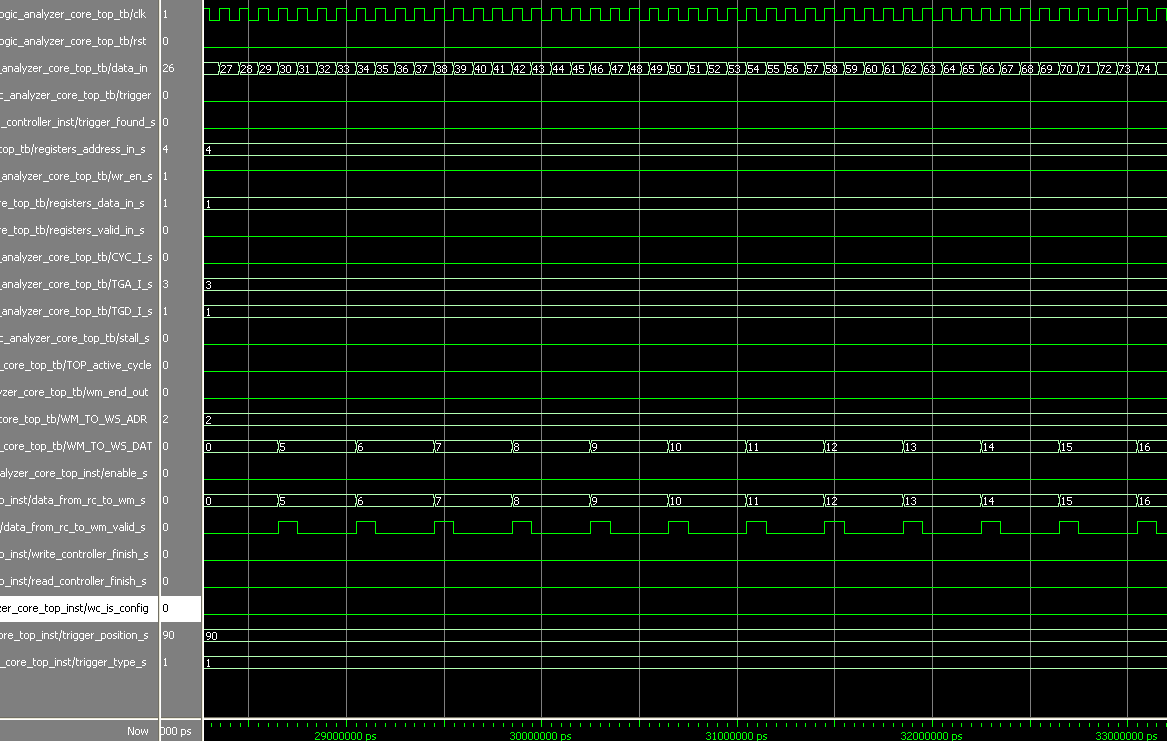 ogic_analyzer_core_top_tb/clk 1
ogic_analyzer_core_top_tb/rst 0
_analyzer_core_top_tb/data_in 26 27 28 29 30 31 32 33 34 35 36 37 38 39 40 41 42 43 44 45 46 47 48 49 50 51 52 53 54 55 56 57 58 59 60 61 62 63 64 65 66 67 68 69 70 71 72 73 74
c_analyzer_core_top_tb/trigger 0
_controller_inst/trigger_found_s 0
top_tb/registers_address_in_s 4 4
_analyzer_core_top_tb/wr_en_s 1
re_top_tb/registers_data_in_s 1 1
re_top_tb/registers_valid_in_s 0
_analyzer_core_top_tb/CYC_I_s 0
_analyzer_core_top_tb/TGA_I_s 3 3
_analyzer_core_top_tb/TGD_I_s 1 1
c_analyzer_core_top_tb/stall_s 0
_core_top_tb/TOP_active_cycle 0
yzer_core_top_tb/wm_end_out 0
core_top_tb/WM_TO_WS_ADR 2 2
_core_top_tb/WM_TO_WS_DAT 0 0 5 6 7 8 9 10 11 12 13 14 15 16
alyzer_core_top_inst/enable_s 0
o_inst/data_from_rc_to_wm_s 0 0 5 6 7 8 9 10 11 12 13 14 15 16
/data_from_rc_to_wm_valid_s 0
o_inst/write_controller_finish_s 0
o_inst/read_controller_finish_s 0
zer_core_top_inst/wc_is_config 0
ore_top_inst/trigger_position_s 90 90
_core_top_inst/trigger_type_s 1 1
Now 000 ps
29000000 ps 30000000 ps 31000000 ps 32000000 ps 33000000 ps